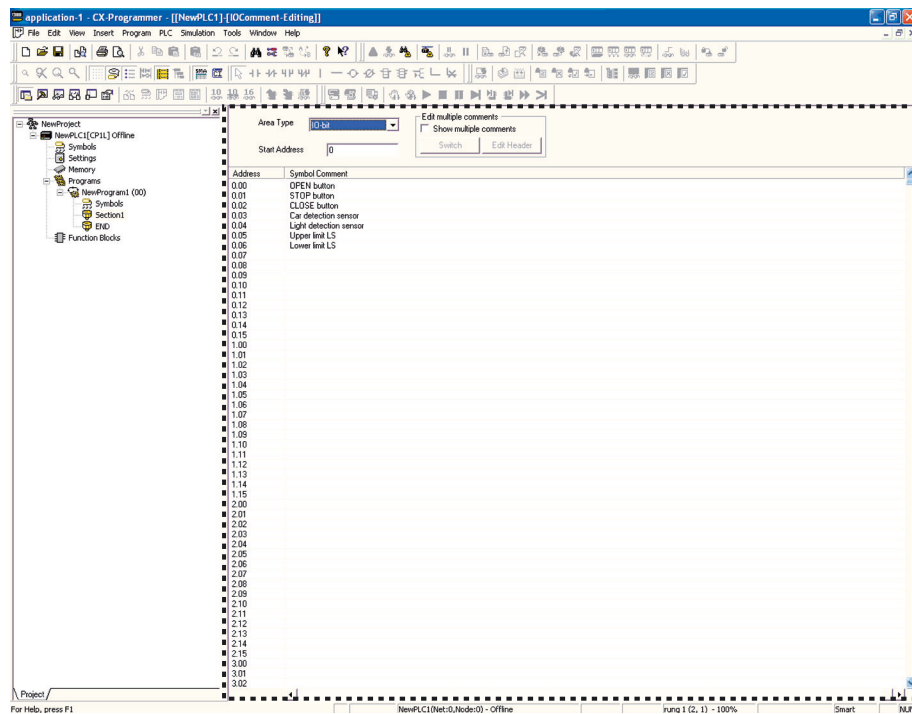 application-1 - CX-Programmer - [[NewPLC1]-[IOComment-Editing]]
File Edit View Insert Program PLC Simulation Tools Window Help
NewProject
NewPLC1[CP1L] Offline
Symbols
Settings
Memory
Programs
NewProgram1 (00)
Symbols
Section1
END
Function Blocks
Project
Area Type IO-bit
Start Address 0
Edit multiple comments
Show multiple comments
Switch Edit Header
Address Symbol Comment
0.00 OPEN button
0.01 STOP button
0.02 CLOSE button
0.03 Car detection sensor
0.04 Light detection sensor
0.05 Upper limit LS
0.06 Lower limit LS
0.07
0.08
0.09
0.10
0.11
0.12
0.13
0.14
0.15
1.00
1.01
1.02
1.03
1.04
1.05
1.06
1.07
1.08
1.09
1.10
1.11
1.12
1.13
1.14
1.15
2.00
2.01
2.02
2.03
2.04
2.05
2.06
2.07
2.08
2.09
2.10
2.11
2.12
2.13
2.14
2.15
3.00
3.01
3.02
For Help, press F1 NewPLC1(Net:0,Node:0) - Offline rung 1 (2, 1) - 100% Smart NUM